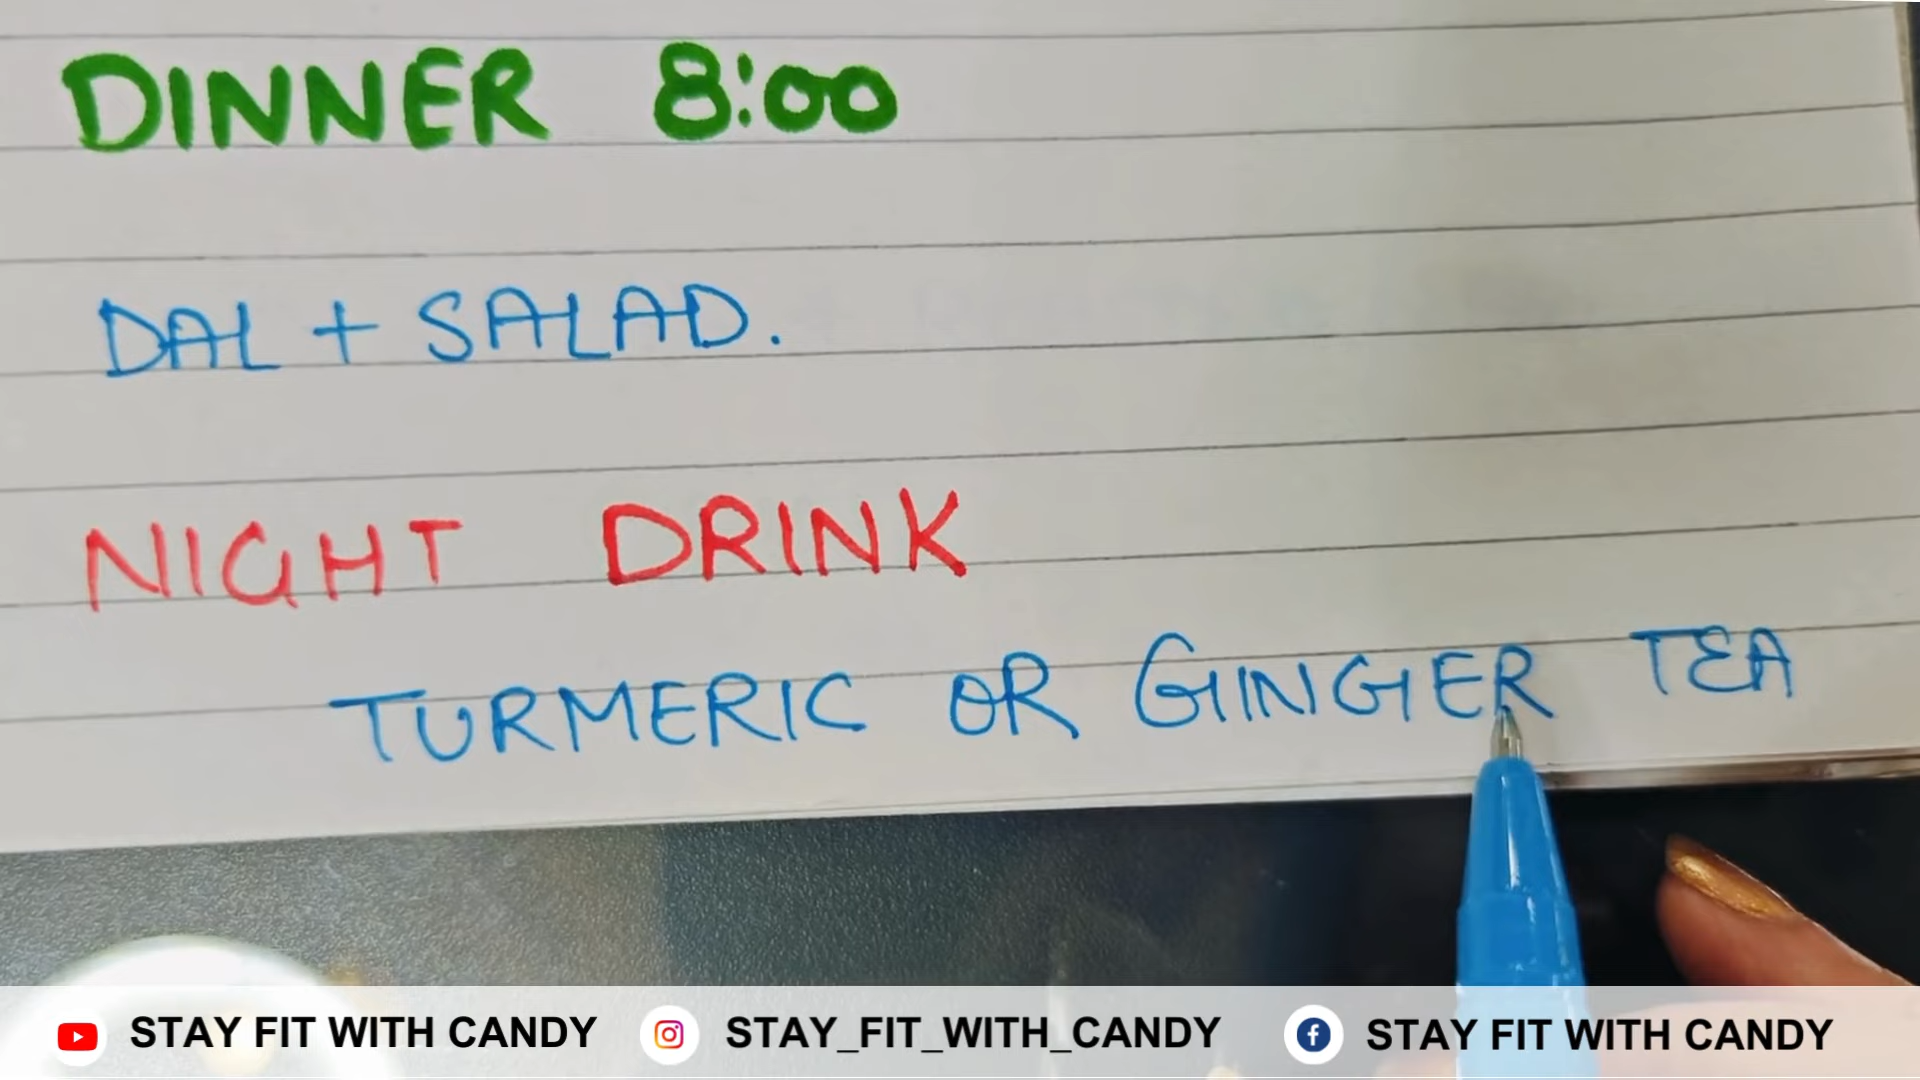 DINNER 8:00
DAL + SALAD.
NIGHT DRINK
TURMERIC OR GINGER TEA
STAY FIT WITH CANDY STAY_FIT_WITH_CANDY STAY FIT WITH CANDY